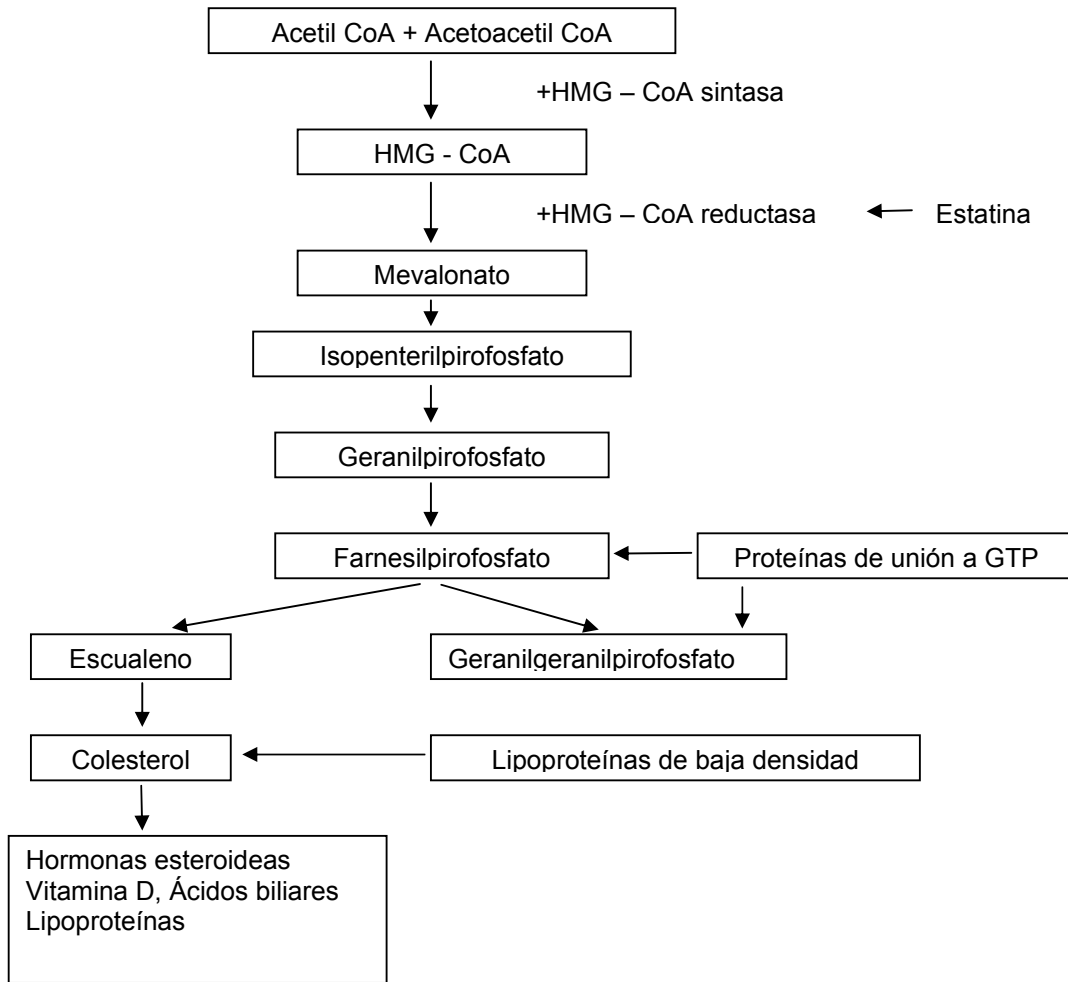 Acetil CoA + Acetoacetil CoA
+HMG – CoA sintasa
HMG - CoA
+HMG – CoA reductasa
Estatina
Mevalonato
Isopenterilpirofosfato
Geranilpirofosfato
Farnesilpirofosfato
Proteínas de unión a GTP
Escualeno
Geranilgeranilpirofosfato
Colesterol
Lipoproteínas de baja densidad
Hormonas esteroideas
Vitamina D, Ácidos biliares
Lipoproteínas